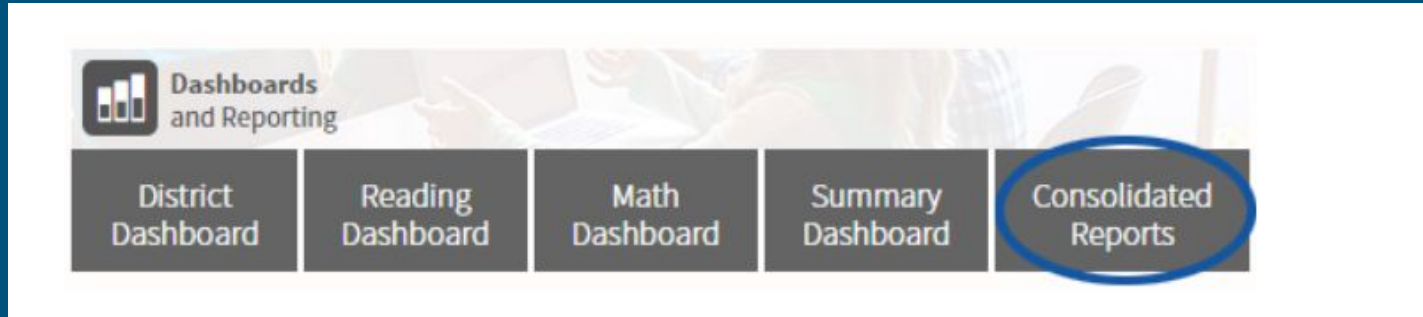 Dashboards
and Reporting
District
Dashboard
Reading
Dashboard
Math
Dashboard
Summary
Dashboard
Consolidated
Reports